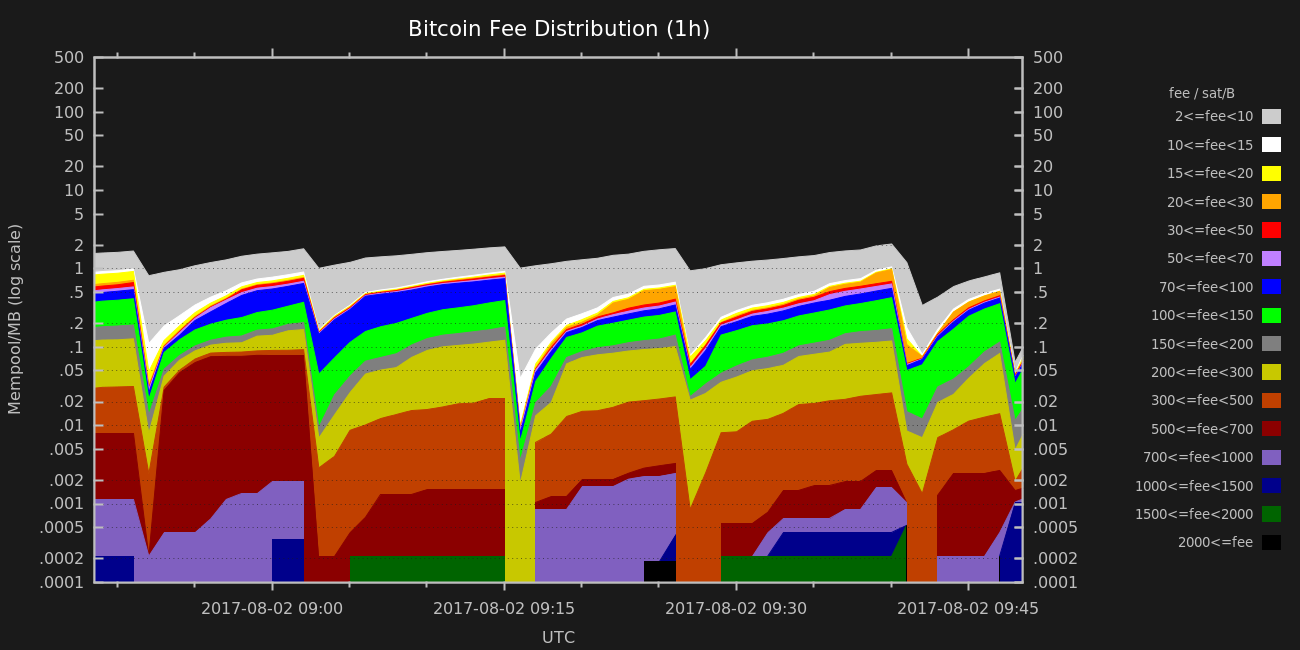 Bitcoin Fee Distribution (1h)
500 500
200 200
100 100
50 50
20 20
10 10
5 5
2 2
1 1
.5 .5
.2 .2
.1 .1
.05 .05
.02 .02
.01 .01
.005 .005
.002 .002
.001 .001
.0005 .0005
.0002 .0002
.0001 .0001
Mempool/MB (log scale)
2017-08-02 09:00 2017-08-02 09:15 2017-08-02 09:30 2017-08-02 09:45
UTC
fee / sat/B
2<=fee<10
10<=fee<15
15<=fee<20
20<=fee<30
30<=fee<50
50<=fee<70
70<=fee<100
100<=fee<150
150<=fee<200
200<=fee<300
300<=fee<500
500<=fee<700
700<=fee<1000
1000<=fee<1500
1500<=fee<2000
2000<=fee